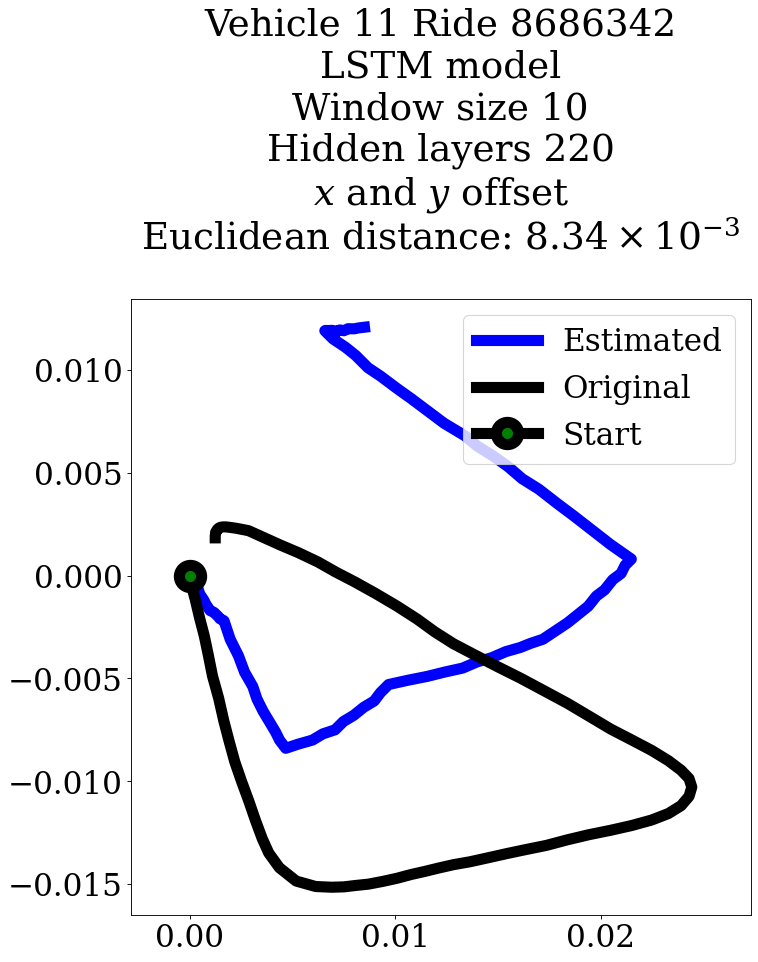 Vehicle 11 Ride 8686342
LSTM model
Window size 10
Hidden layers 220
x and y offset
Euclidean distance: 8.34 × 10⁻³
Estimated
Original
Start
0.010
0.005
0.000
−0.005
−0.010
−0.015
0.00 0.01 0.02